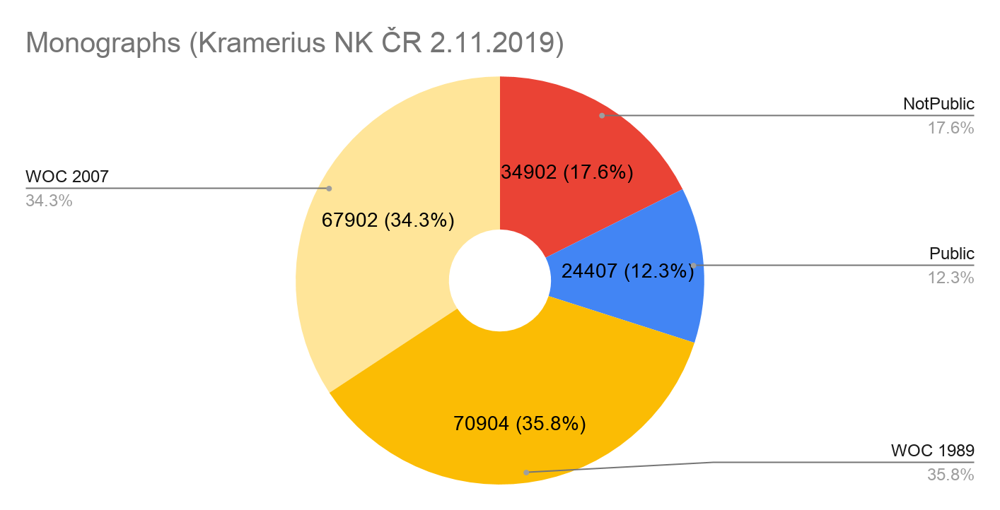 Monographs (Kramerius NK ČR 2.11.2019)
NotPublic
17.6%
34902 (17.6%)
WOC 2007
34.3%
67902 (34.3%)
Public
12.3%
24407 (12.3%)
70904 (35.8%)
WOC 1989
35.8%